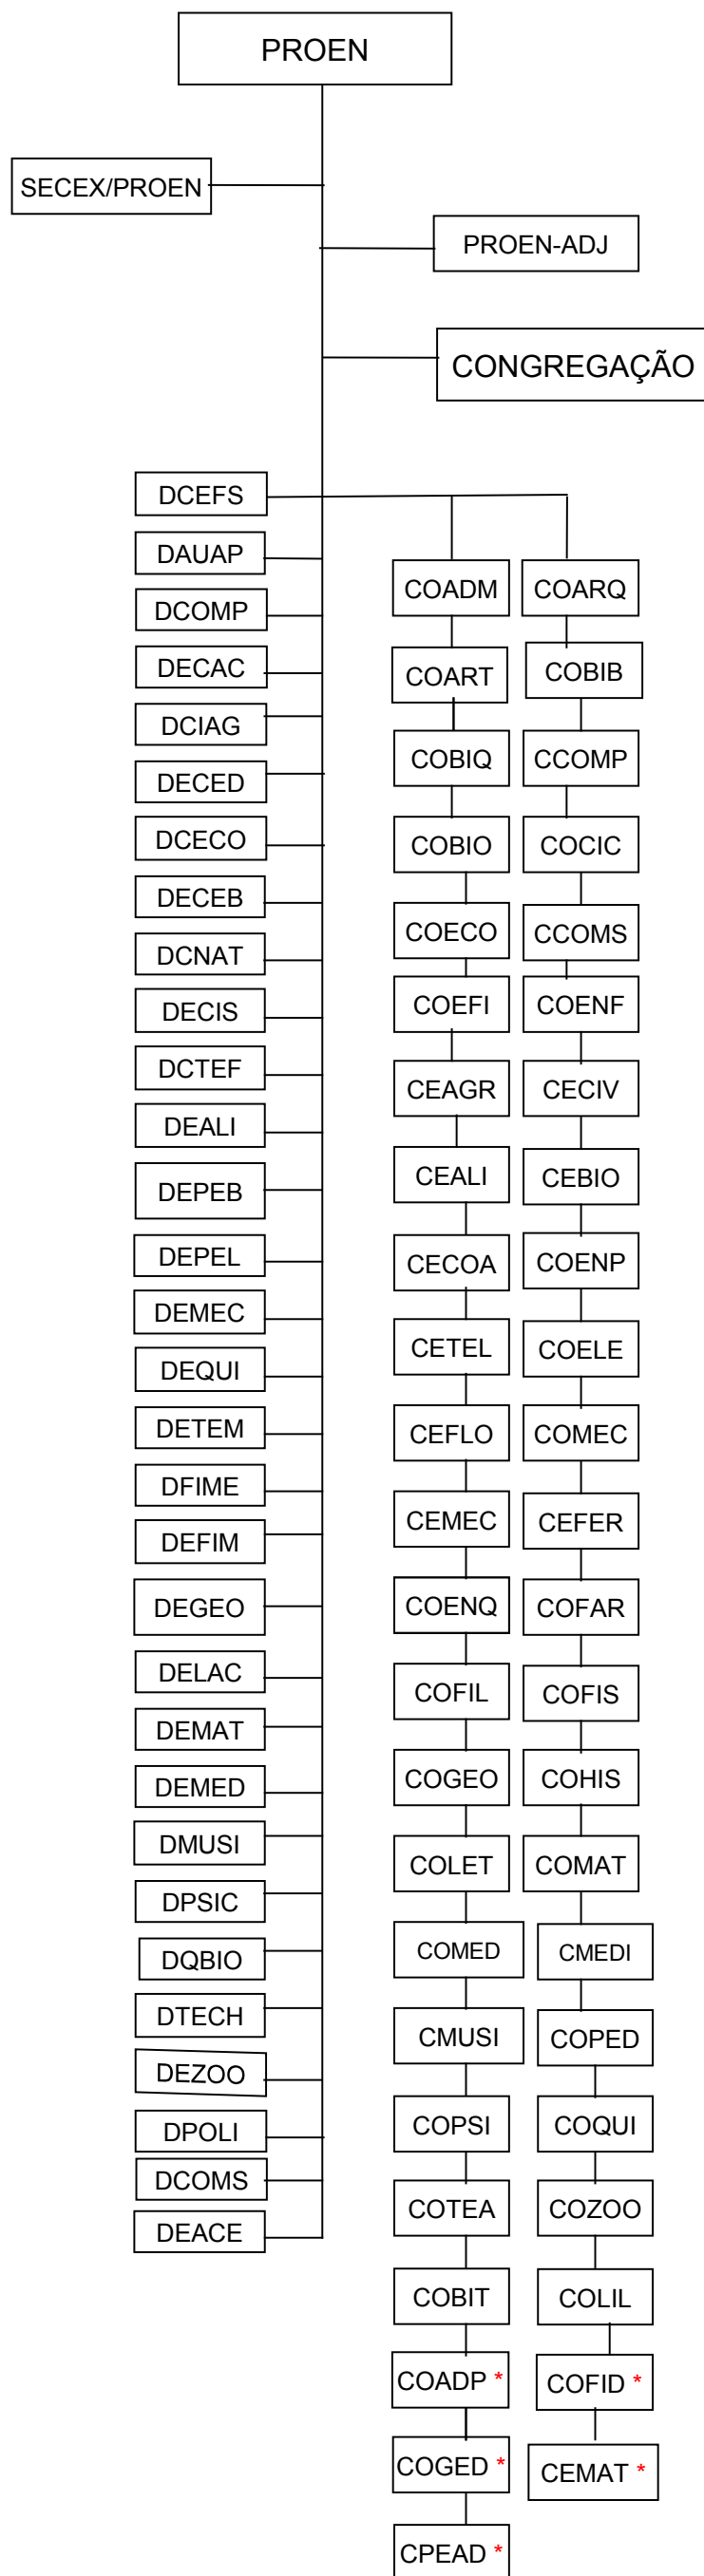 PROEN
SECEX/PROEN
PROEN-ADJ
CONGREGAÇÃO
DCEFS
DAUAP
DCOMP
DECAC
DCIAG
DECED
DCECO
DECEB
DCNAT
DECIS
DCTEF
DEALI
DEPEB
DEPEL
DEMEC
DEQUI
DETEM
DFIME
DEFIM
DEGEO
DELAC
DEMAT
DEMED
DMUSI
DPSIC
DQBIO
DTECH
DEZOO
DPOLI
DCOMS
DEACE
COADM
COART
COBIQ
COBIO
COECO
COEFI
CEAGR
CEALI
CECOA
CETEL
CEFLO
CEMEC
COENQ
COFIL
COGEO
COLET
COMED
CMUSI
COPSI
COTEA
COBIT
COADP *
COGED *
CPEAD *
COARQ
COBIB
CCOMP
COCIC
CCOMS
COENF
CECIV
CEBIO
COENP
COELE
COMEC
CEFER
COFAR
COFIS
COHIS
COMAT
CMEDI
COPED
COQUI
COZOO
COLIL
COFID *
CEMAT *